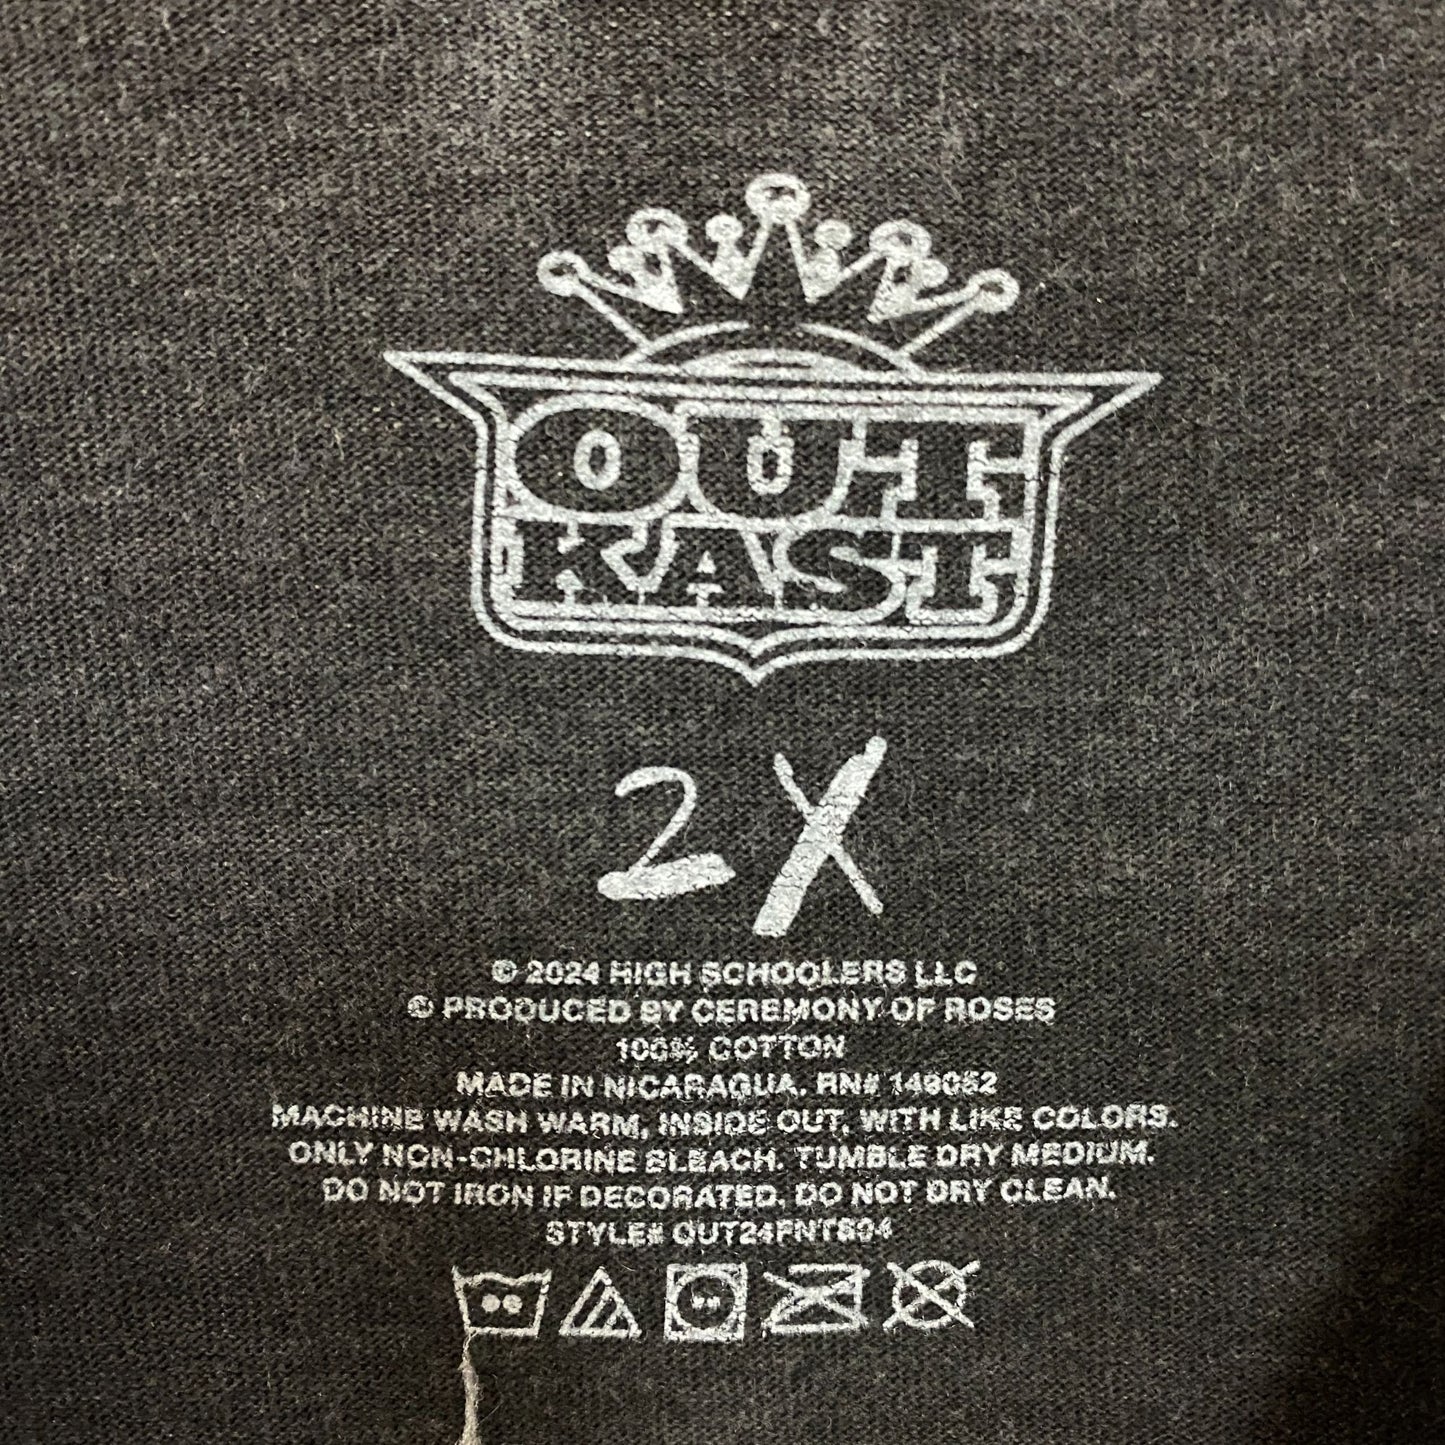 OUT
KAST
2X
© 2024 HIGH SCHOOLERS LLC
© PRODUCED BY CEREMONY OF ROSES
100% COTTON
MADE IN NICARAGUA. RN# 149052
MACHINE WASH WARM, INSIDE OUT, WITH LIKE COLORS.
ONLY NON-CHLORINE BLEACH. TUMBLE DRY MEDIUM.
DO NOT IRON IF DECORATED. DO NOT DRY CLEAN.
STYLE#